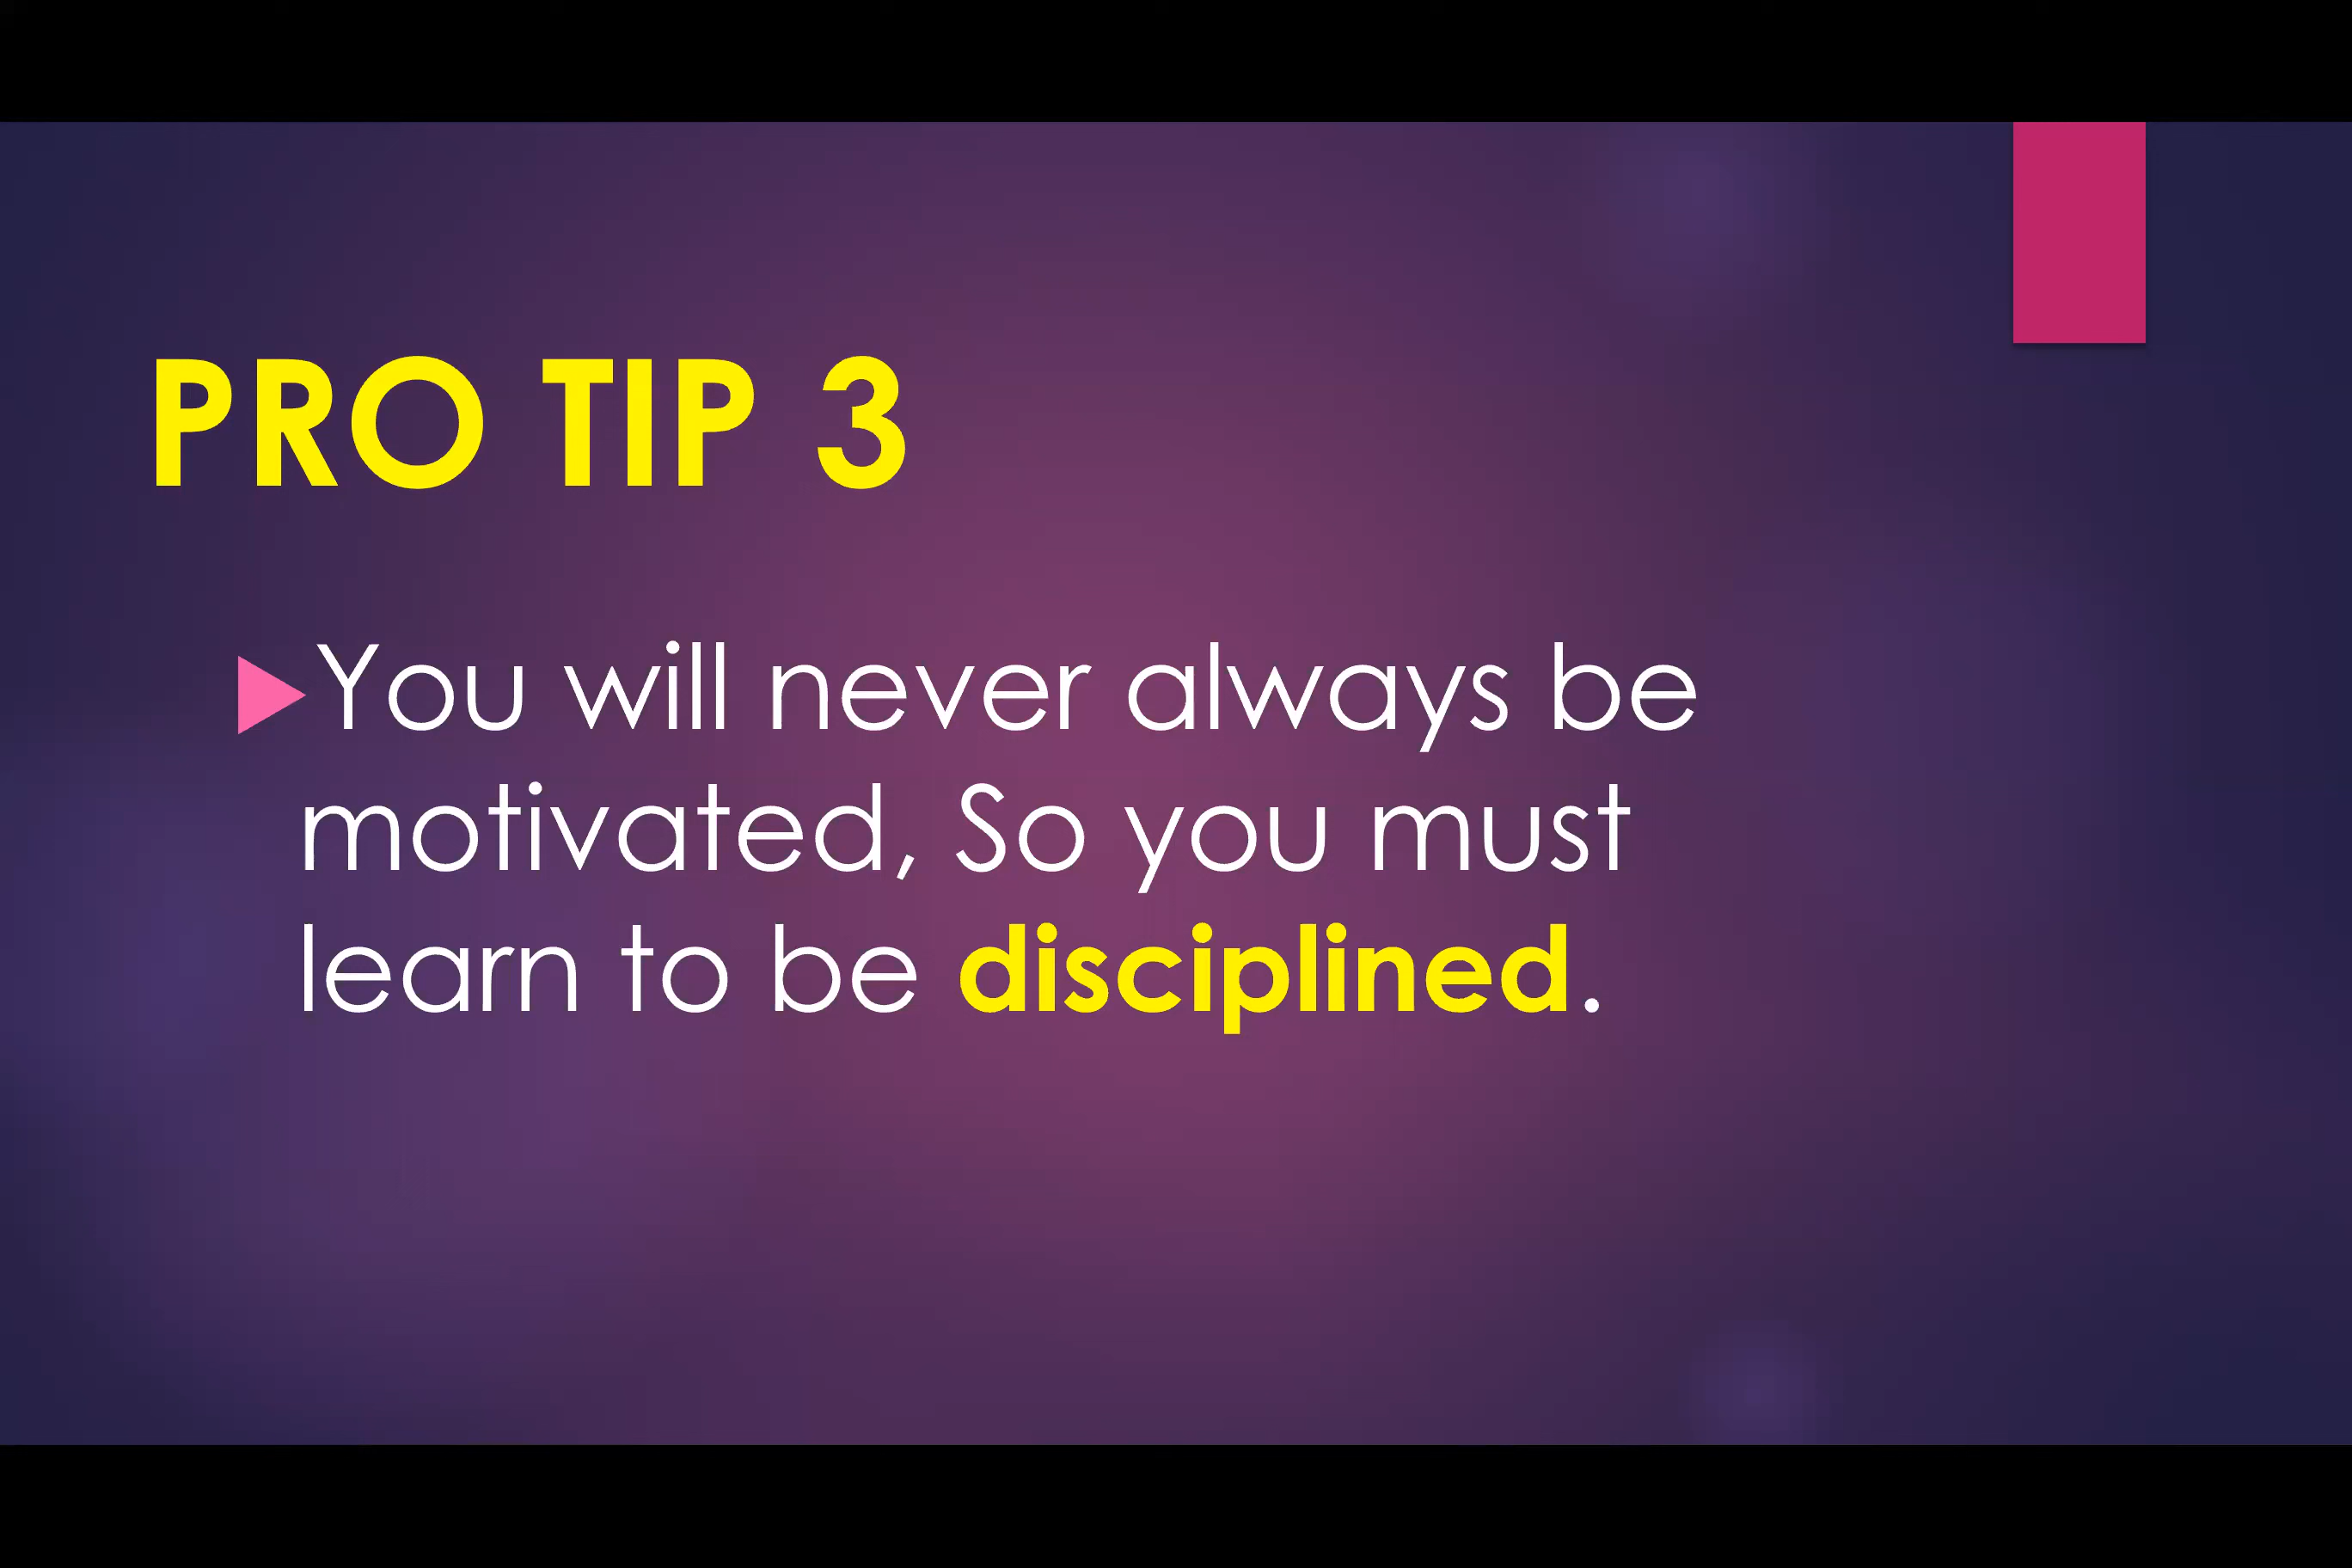 PRO TIP 3
You will never always be
motivated, So you must
learn to be disciplined.